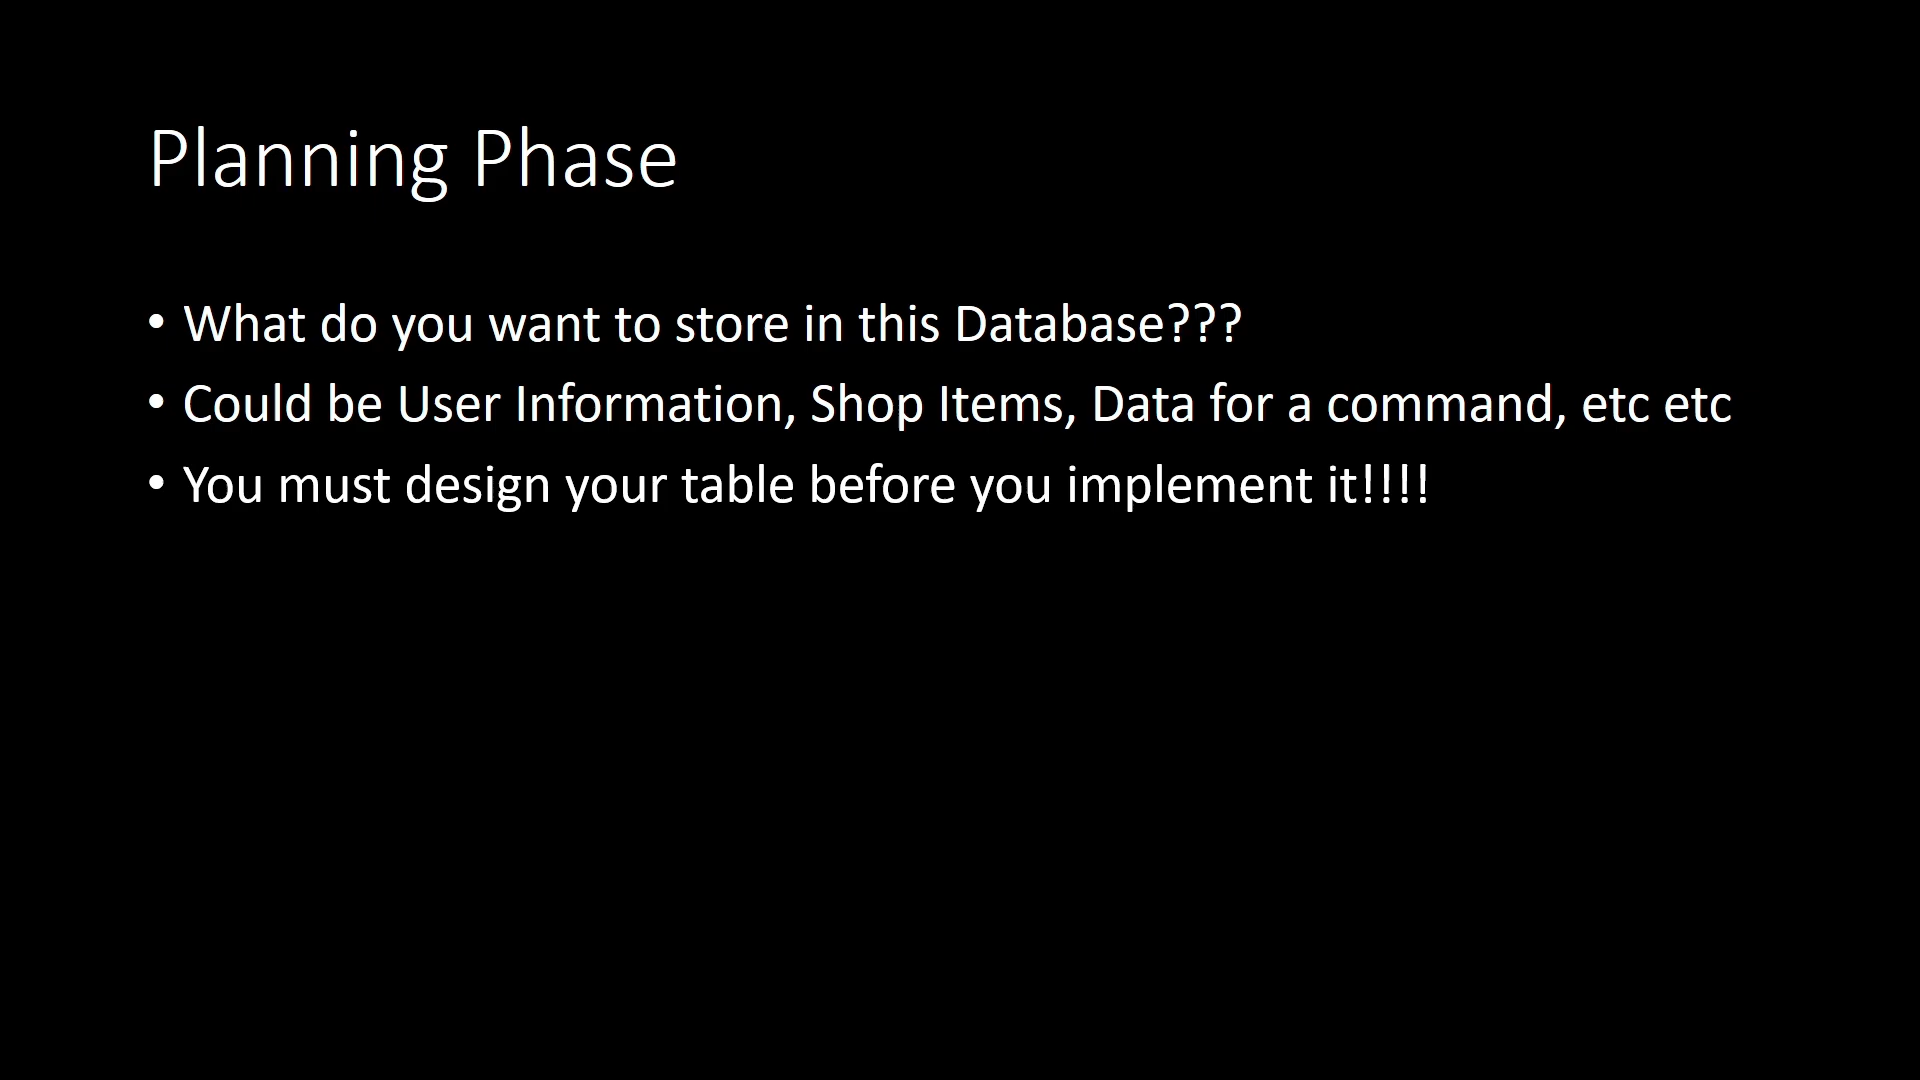 Planning Phase
• What do you want to store in this Database???
• Could be User Information, Shop Items, Data for a command, etc etc
• You must design your table before you implement it!!!!